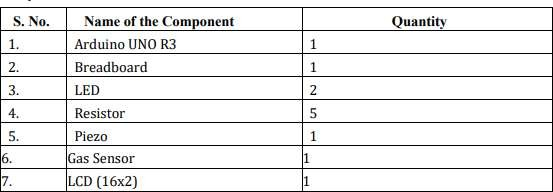 S. No. Name of the Component Quantity
1. Arduino UNO R3 1
2. Breadboard 1
3. LED 2
4. Resistor 5
5. Piezo 1
6. Gas Sensor 1
7. LCD (16x2) 1